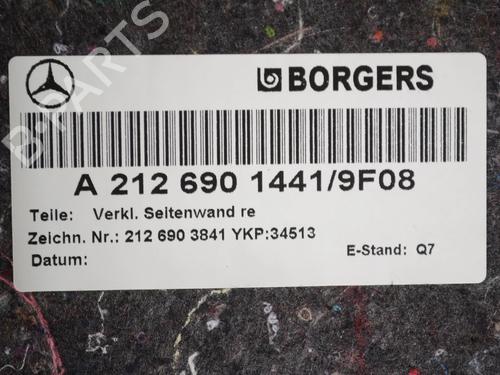 BORGERS
A 212 690 1441/9F08
Teile: Verkl. Seitenwand re
Zeichn. Nr.: 212 690 3841 YKP:34513
Datum:
E-Stand: Q7
B-PARTS